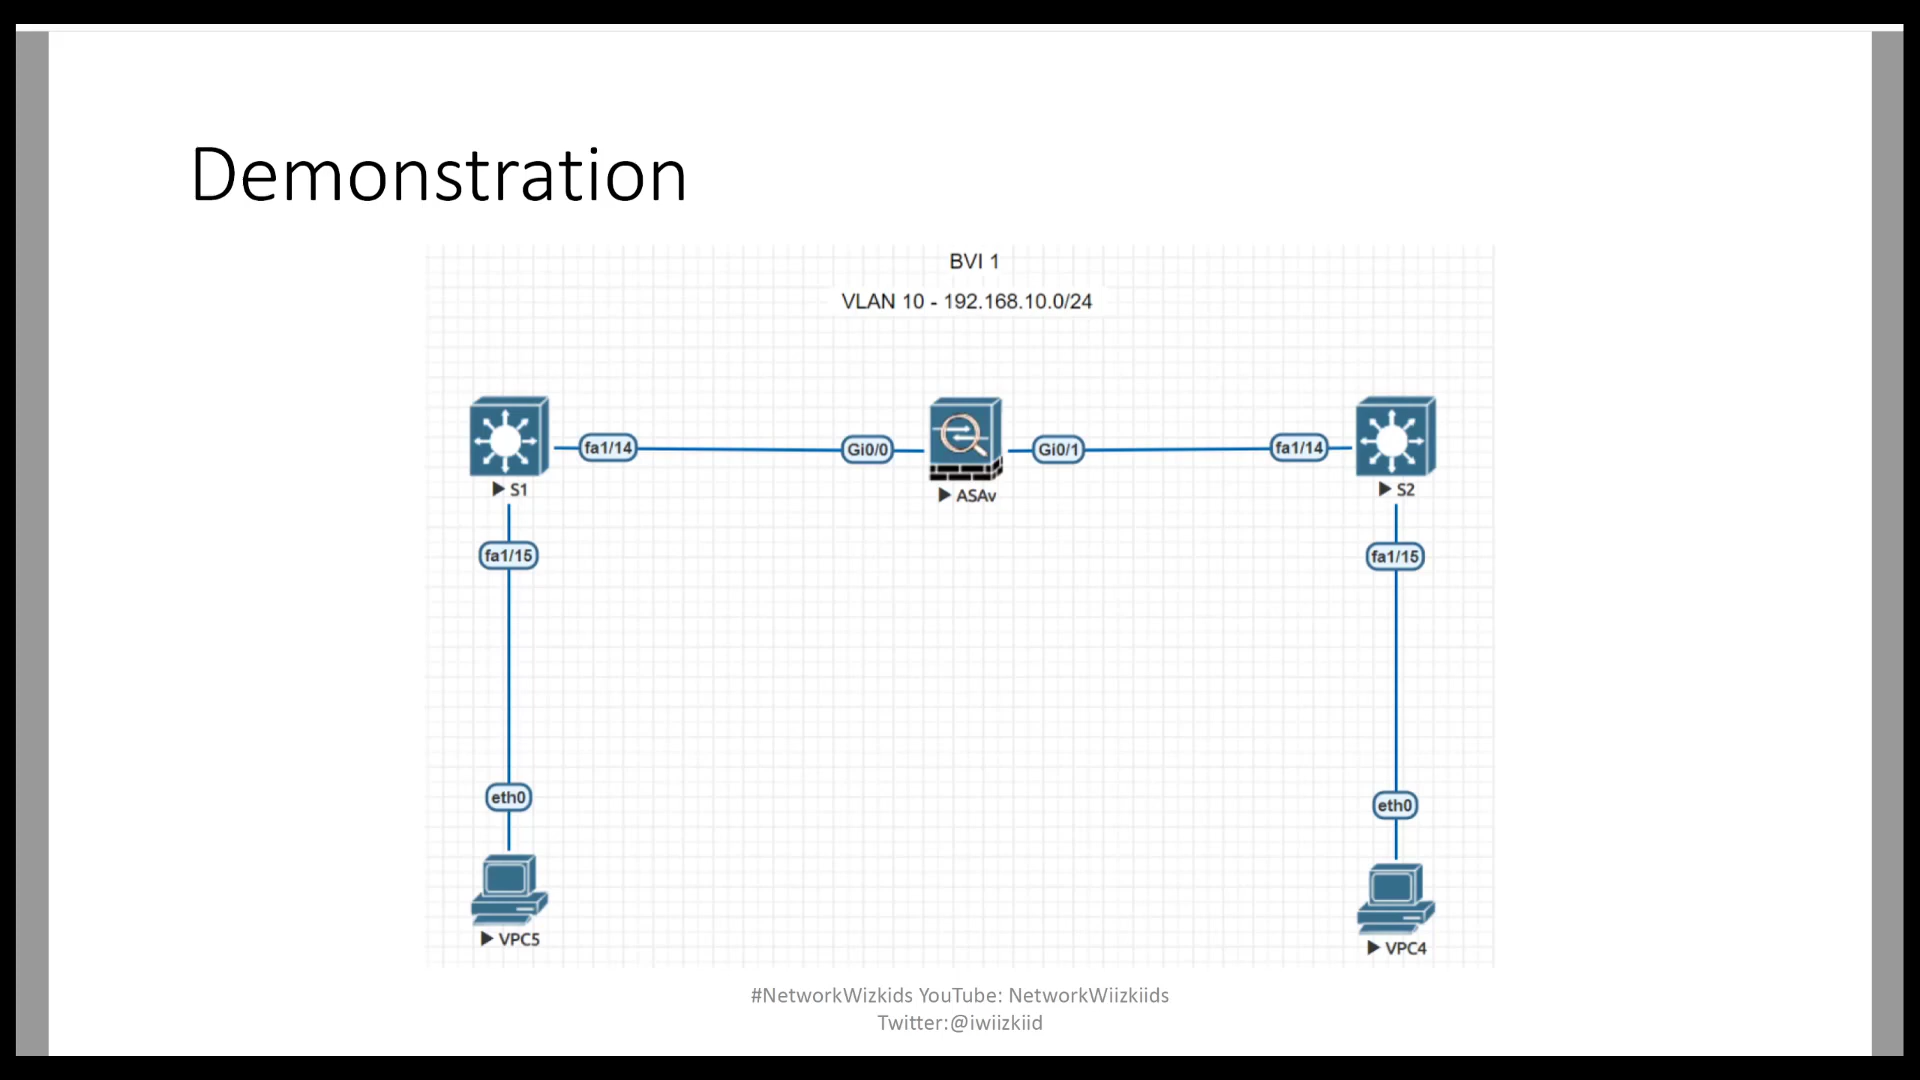 Demonstration
BVI 1
VLAN 10 - 192.168.10.0/24
fa1/14
Gi0/0
Gi0/1
fa1/14
S1
ASAv
S2
fa1/15
fa1/15
eth0
eth0
VPC5
VPC4
#NetworkWizkids YouTube: NetworkWiizkiids
Twitter:@iwiizkiid